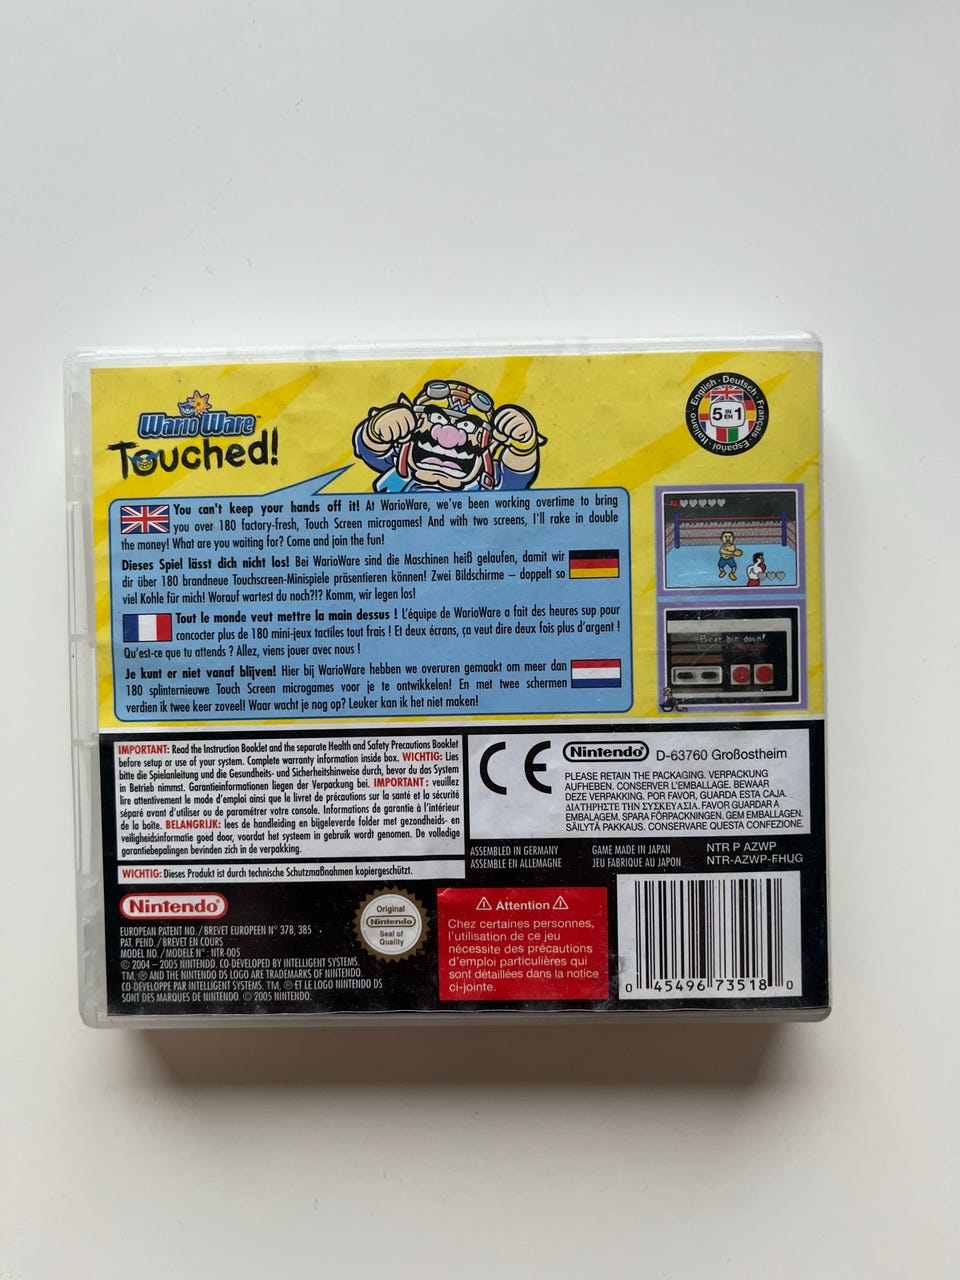 WarioWare™
Touched!
English · Deutsch · Français · Español · Italiano
5 IN EN 1
You can't keep your hands off it! At WarioWare, we've been working overtime to bring
you over 180 factory-fresh, Touch Screen microgames! And with two screens, I'll rake in double
the money! What are you waiting for? Come and join the fun!
Dieses Spiel lässt dich nicht los! Bei WarioWare sind die Maschinen heiß gelaufen, damit wir
dir über 180 brandneue Touchscreen-Minispiele präsentieren können! Zwei Bildschirme – doppelt so
viel Kohle für mich! Worauf wartest du noch?!? Komm, wir legen los!
Tout le monde veut mettre la main dessus ! L'équipe de WarioWare a fait des heures sup pour
concocter plus de 180 mini-jeux tactiles tout frais ! Et deux écrans, ça veut dire deux fois plus d'argent !
Qu'est-ce que tu attends ? Allez, viens jouer avec nous !
Je kunt er niet vanaf blijven! Hier bij WarioWare hebben we overuren gemaakt om meer dan
180 splinternieuwe Touch Screen microgames voor je te ontwikkelen! En met twee schermen
verdien ik twee keer zoveel! Waar wacht je nog op? Leuker kan ik het niet maken!
Beat him down!
IMPORTANT: Read the Instruction Booklet and the separate Health and Safety Precautions Booklet
before setup or use of your system. Complete warranty information inside box. WICHTIG: Lies
bitte die Spielanleitung und die Gesundheits- und Sicherheitshinweise durch, bevor du das System
in Betrieb nimmst. Garantieinformationen liegen der Verpackung bei. IMPORTANT : veuillez
lire attentivement le mode d'emploi ainsi que le livret de précautions sur la santé et la sécurité
séparé avant d'utiliser ou de paramétrer votre console. Informations de garantie à l'intérieur
de la boîte. BELANGRIJK: lees de handleiding en bijgeleverde folder met gezondheids- en
veiligheidsinformatie goed door, voordat het systeem in gebruik wordt genomen. De volledige
garantiebepalingen bevinden zich in de verpakking.
WICHTIG: Dieses Produkt ist durch technische Schutzmaßnahmen kopiergeschützt.
CE
Nintendo® D-63760 Großostheim
PLEASE RETAIN THE PACKAGING. VERPACKUNG
AUFHEBEN. CONSERVER L'EMBALLAGE. BEWAAR
DEZE VERPAKKING. POR FAVOR, GUARDA ESTA CAJA.
ΔΙΑΤΗΡΗΣΤΕ ΤΗΝ ΣΥΣΚΕΥΑΣΙΑ. FAVOR GUARDAR A
EMBALAGEM. SPARA FÖRPACKNINGEN. GEM EMBALLAGEN.
SÄILYTÄ PAKKAUS. CONSERVARE QUESTA CONFEZIONE.
ASSEMBLED IN GERMANY
ASSEMBLE EN ALLEMAGNE
GAME MADE IN JAPAN
JEU FABRIQUE AU JAPON
NTR P AZWP
NTR-AZWP-FHUG
Nintendo®
EUROPEAN PATENT NO./BREVET EUROPEEN N° 378, 385
PAT. PEND./BREVET EN COURS
MODEL NO./MODELE N°: NTR-005
© 2004 – 2005 NINTENDO. CO-DEVELOPED BY INTELLIGENT SYSTEMS.
TM, ® AND THE NINTENDO DS LOGO ARE TRADEMARKS OF NINTENDO.
CO-DEVELOPPE PAR INTELLIGENT SYSTEMS. TM, ® ET LE LOGO NINTENDO DS
SONT DES MARQUES DE NINTENDO. © 2005 NINTENDO.
Original
Nintendo
Seal of
Quality
Attention
Chez certaines personnes,
l'utilisation de ce jeu
nécessite des précautions
d'emploi particulières qui
sont détaillées dans la notice
ci-jointe.
0 45496 73518 0